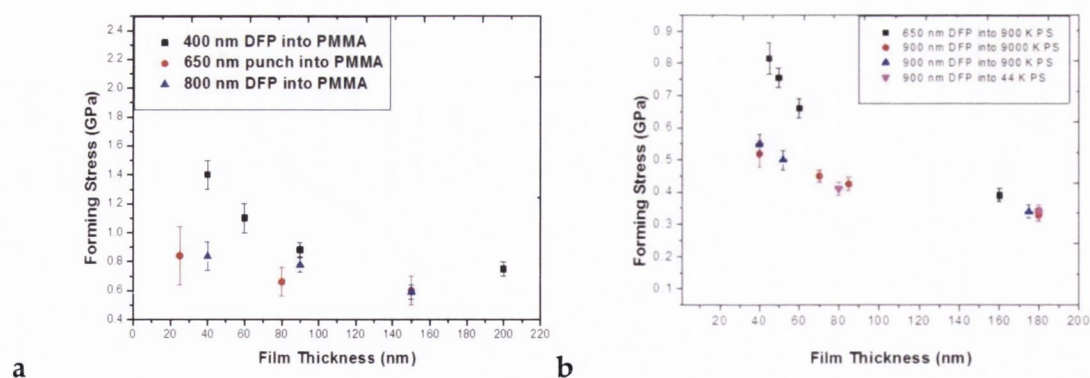 2.4
2.2
2.0
1.8
1.6
1.4
1.2
1.0
0.8
0.6
0.4
Forming Stress (GPa)
400 nm DFP into PMMA
650 nm punch into PMMA
800 nm DFP into PMMA
0 20 40 60 80 100 120 140 160 180 200 220
Film Thickness (nm)
a
0.9
0.8
0.7
0.6
0.5
0.4
0.3
0.2
0.1
Forming Stress (GPa)
650 nm DFP into 900 K PS
900 nm DFP into 9000 K PS
900 nm DFP into 900 K PS
900 nm DFP into 44 K PS
20 40 60 80 100 120 140 160 180 200
Film Thickness (nm)
b